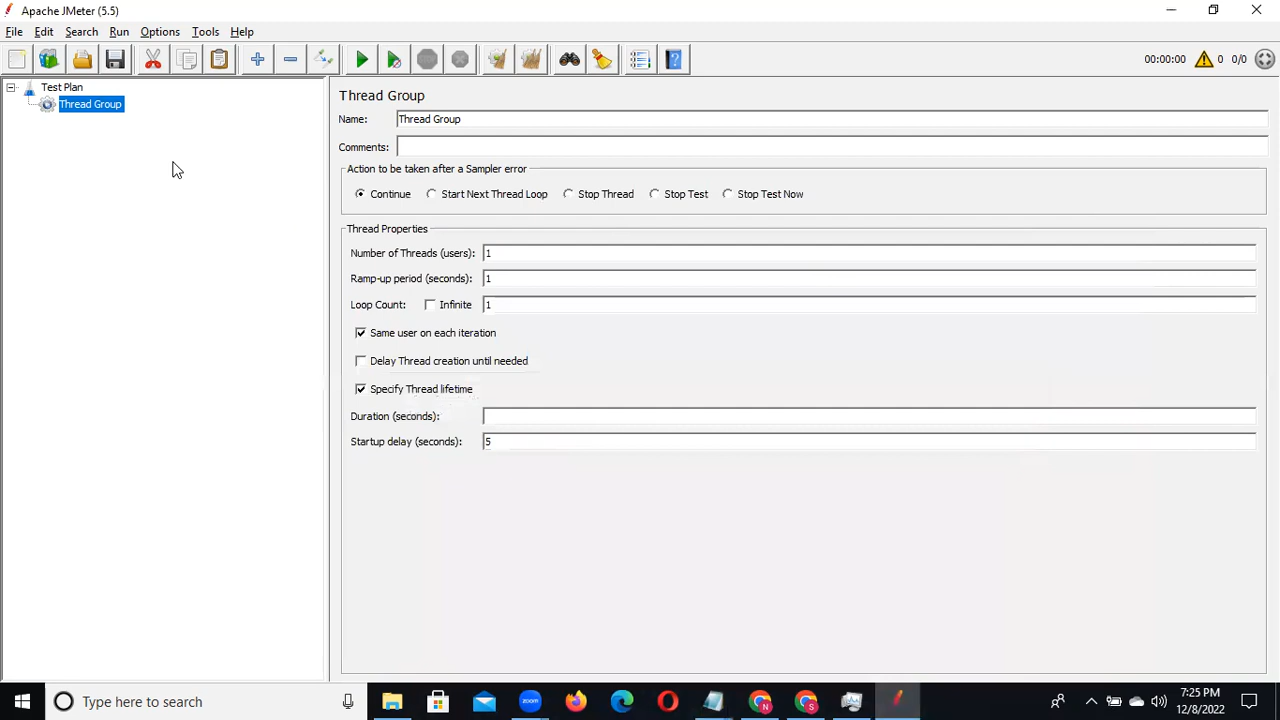 Apache JMeter (5.5)
File Edit Search Run Options Tools Help
STOP
00:00:00 0 0/0
Test Plan
Thread Group
Thread Group
Name: Thread Group
Comments:
Action to be taken after a Sampler error
Continue Start Next Thread Loop Stop Thread Stop Test Stop Test Now
Thread Properties
Number of Threads (users): 1
Ramp-up period (seconds): 1
Loop Count: Infinite 1
Same user on each iteration
Delay Thread creation until needed
Specify Thread lifetime
Duration (seconds):
Startup delay (seconds): 5
Type here to search
zoom
N
S
7:25 PM
12/8/2022